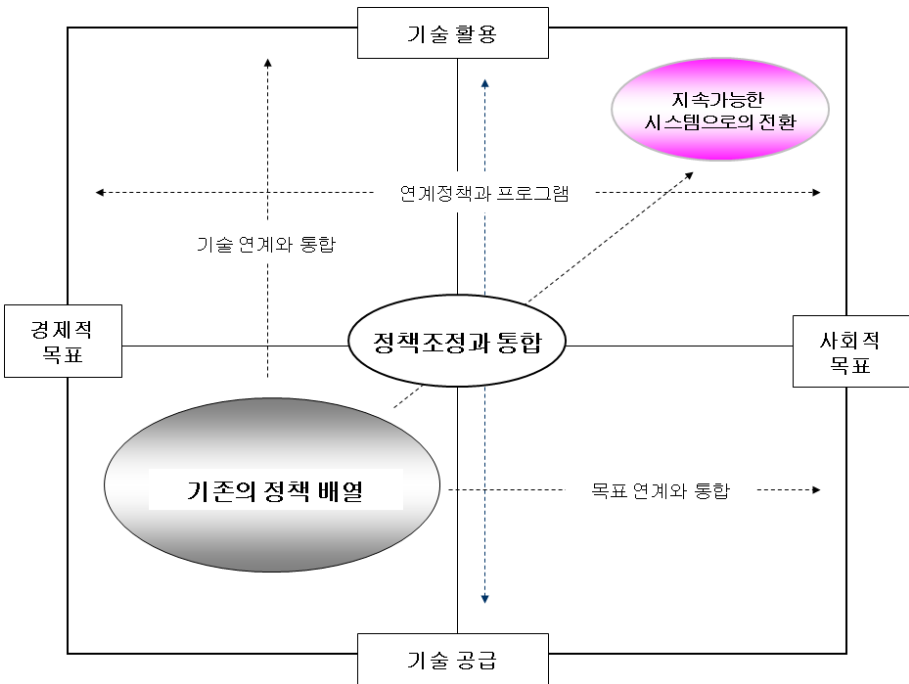 기술 활용
지속가능한
시스템으로의 전환
연계정책과 프로그램
기술 연계와 통합
경제적
목표
정책조정과 통합
사회적
목표
기존의 정책 배열
목표 연계와 통합
기술 공급